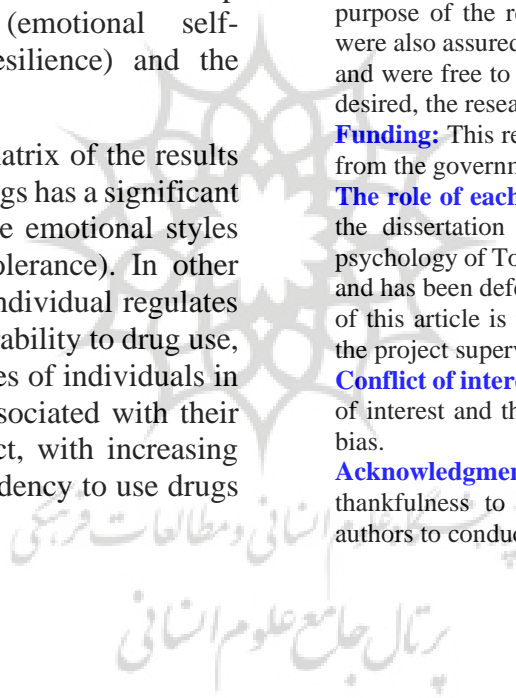 (emotional self-
esilience) and the
atrix of the results
gs has a significant
e emotional styles
olerance). In other
ndividual regulates
ability to drug use,
es of individuals in
sociated with their
ct, with increasing
dency to use drugs
purpose of the re
were also assured
and were free to
desired, the resea
Funding: This re
from the governm
The role of each
the dissertation
psychology of To
and has been defe
of this article is
the project superv
Conflict of intere
of interest and th
bias.
Acknowledgmen
thankfulness to
authors to conduc
پژوهشگاه علوم انسانی و مطالعات فرهنگی
پرتال جامع علوم انسانی